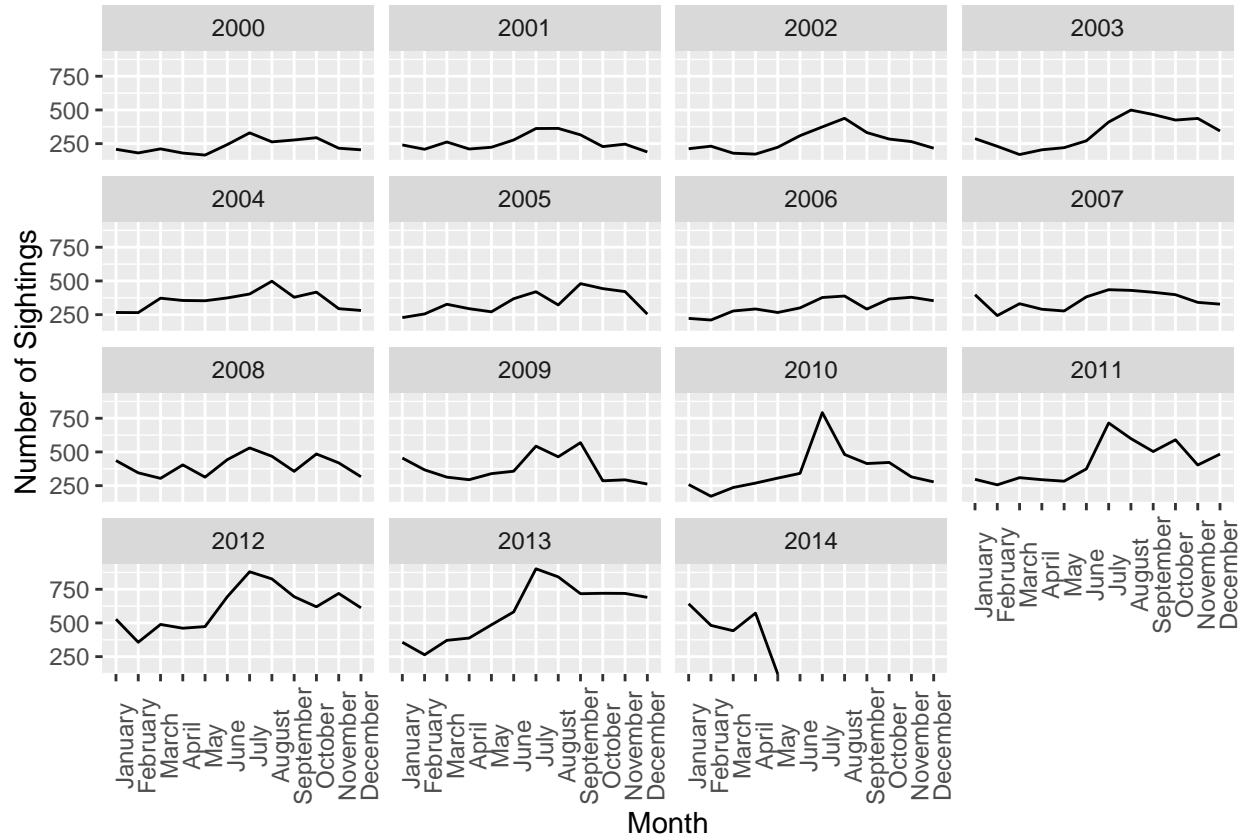 2000 2001 2002 2003
750
500
250
2004 2005 2006 2007
750
500
250
2008 2009 2010 2011
750
500
250
2012 2013 2014
750
500
250
Number of Sightings
January February March April May June July August September October November December
January February March April May June July August September October November December
January February March April May June July August September October November December
January February March April May June July August September October November December
Month